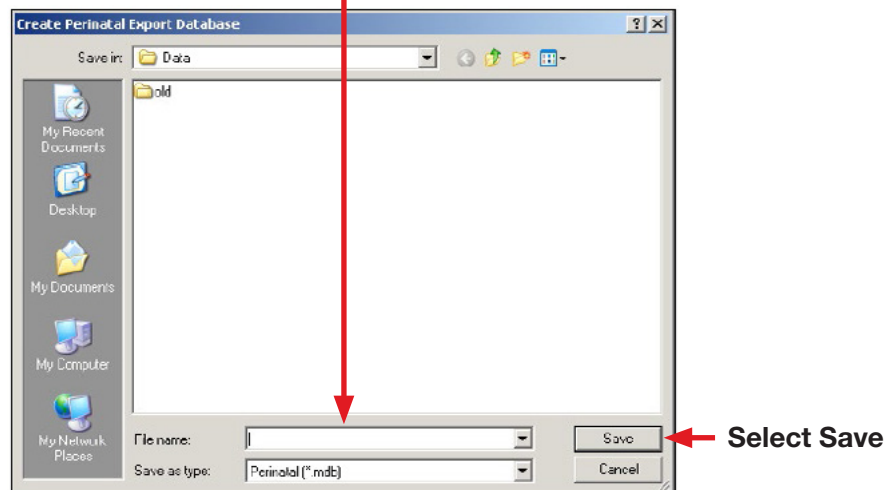 Create Perinatal Export Database
Save in:
Data
old
My Recent
Documents
Desktop
My Documents
My Computer
My Network
Places
File name:
Save
Select Save
Save as type:
Perinatal (*.mdb)
Cancel